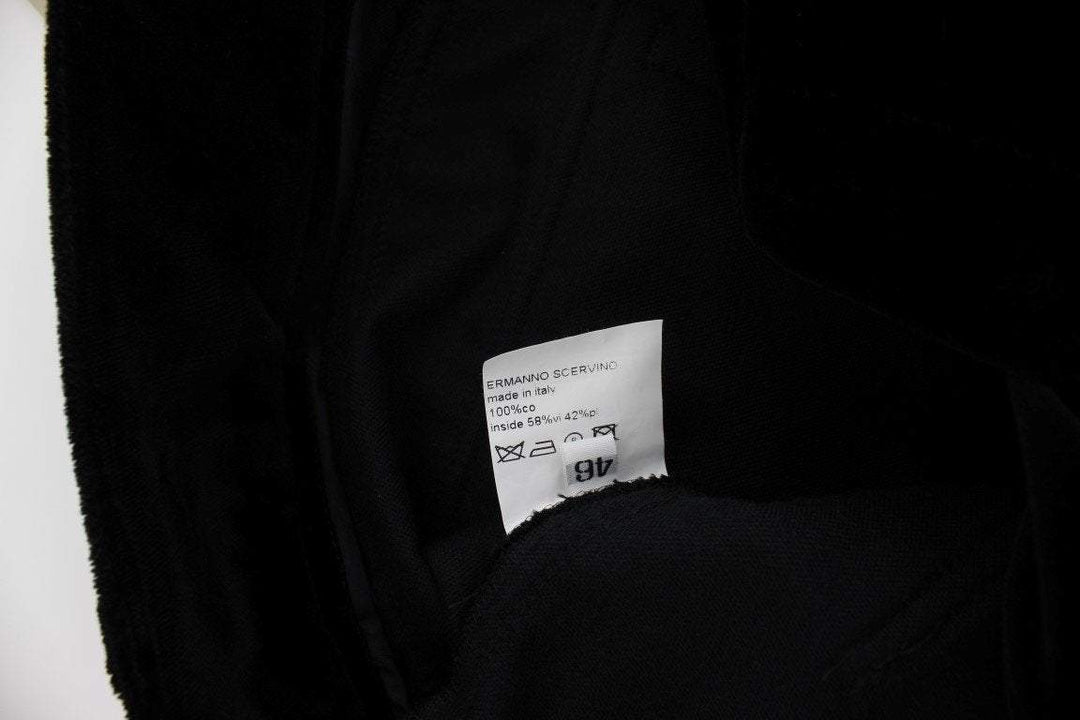 ERMANNO SCERVINO
made in italy
100%co
inside 58%vi 42%pl
P
46